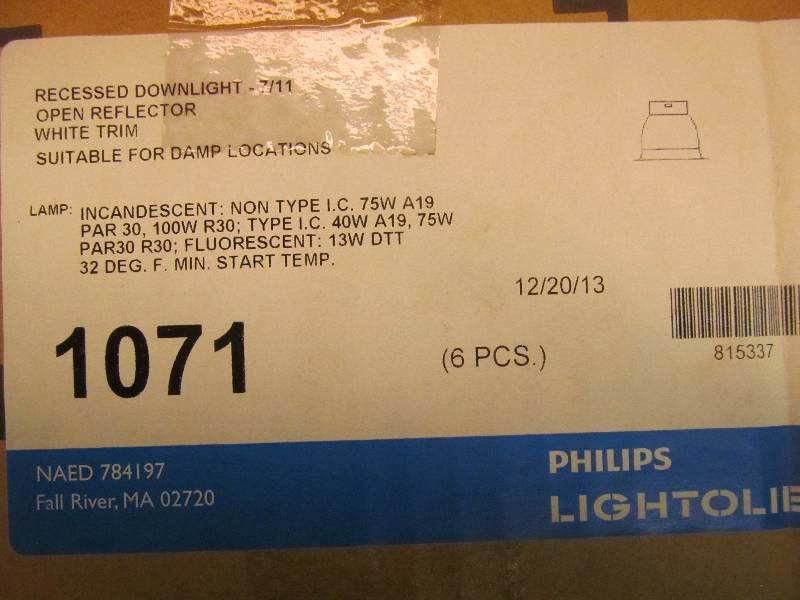 RECESSED DOWNLIGHT - 7/11
OPEN REFLECTOR
WHITE TRIM
SUITABLE FOR DAMP LOCATIONS
LAMP: INCANDESCENT: NON TYPE I.C. 75W A19
PAR 30, 100W R30; TYPE I.C. 40W A19, 75W
PAR30 R30; FLUORESCENT: 13W DTT
32 DEG. F. MIN. START TEMP.
12/20/13
1071
(6 PCS.)
815337
NAED 784197
Fall River, MA 02720
PHILIPS
LIGHTOLIE